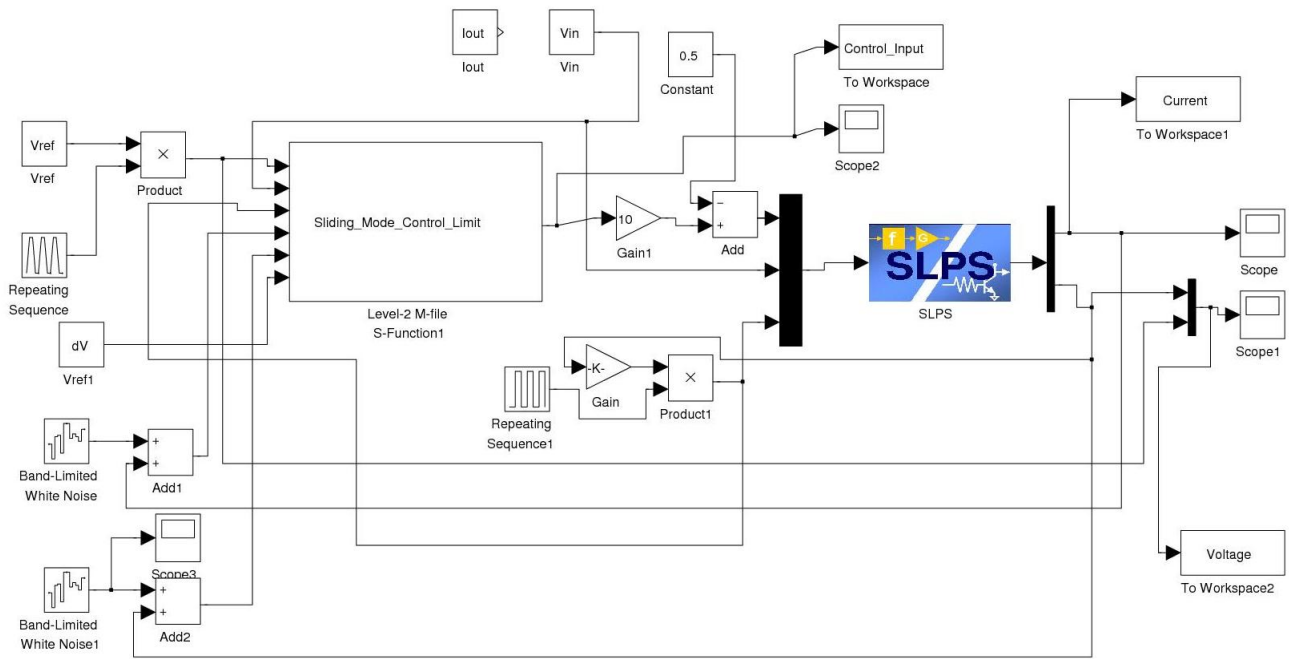 Iout
Iout
Vin
Vin
0.5
Constant
Control_Input
To Workspace
Scope2
Current
To Workspace1
Vref
Vref
×
Product
Repeating
Sequence
dV
Vref1
Sliding_Mode_Control_Limit
Level-2 M-file
S-Function1
10
Gain1
−
+
Add
f
G
SLPS
SLPS
Scope
Scope1
-K-
Gain
Repeating
Sequence1
×
Product1
Band-Limited
White Noise
+
+
Add1
Scope3
Band-Limited
White Noise1
+
+
Add2
Voltage
To Workspace2